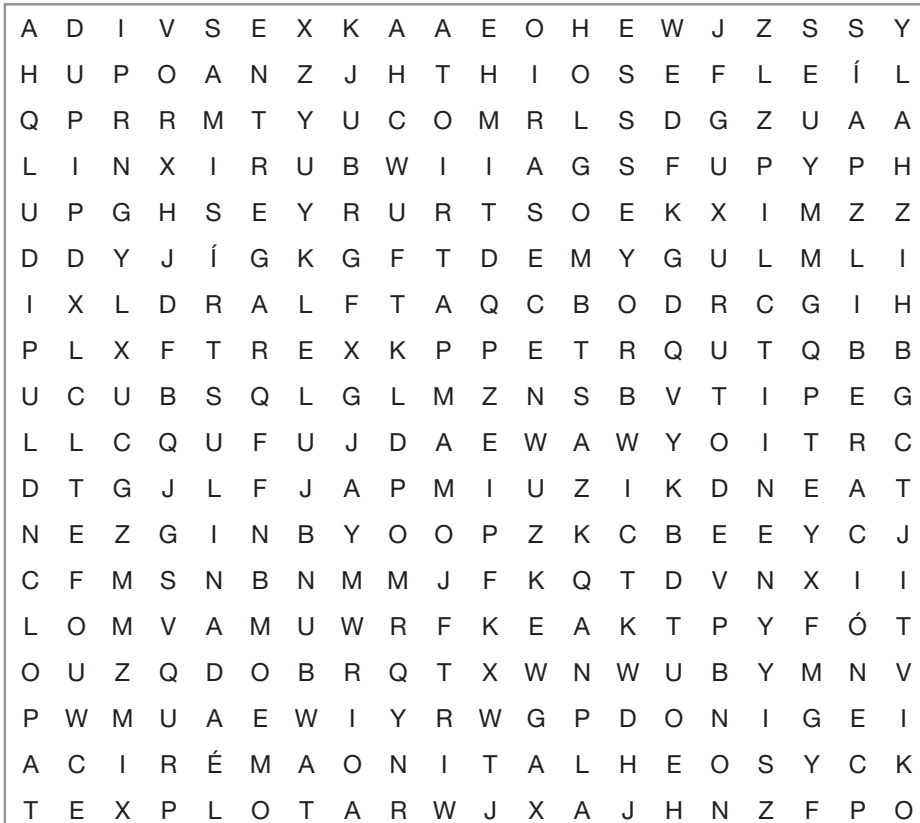 A D I V S E X K A A E O H E W J Z S S Y
H U P O A N Z J H T H I O S E F L E Í L
Q P R R M T Y U C O M R L S D G Z U A A
L I N X I R U B W I I A G S F U P Y P H
U P G H S E Y R U R T S O E K X I M Z Z
D D Y J Í G K G F T D E M Y G U L M L I
I X L D R A L F T A Q C B O D R C G I H
P L X F T R E X K P P E T R Q U T Q B B
U C U B S Q L G L M Z N S B V T I P E G
L L C Q U F U J D A E W A W Y O I T R C
D T G J L F J A P M I U Z I K D N E A T
N E Z G I N B Y O O P Z K C B E E Y C J
C F M S N B N M M J F K Q T D V N X I I
L O M V A M U W R F K E A K T P Y F Ó T
O U Z Q D O B R Q T X W N W U B Y M N V
P W M U A E W I Y R W G P D O N I G E I
A C I R É M A O N I T A L H E O S Y C K
T E X P L O T A R W J X A J H N Z F P O